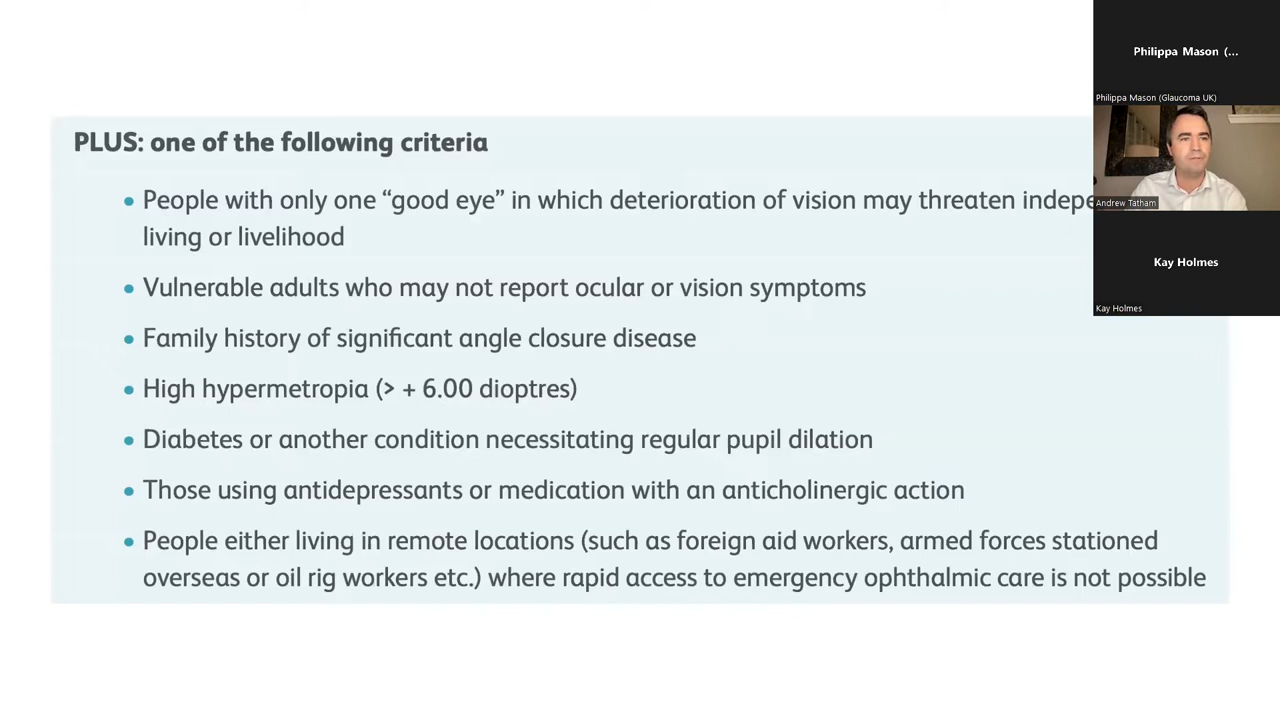 PLUS: one of the following criteria
• People with only one “good eye” in which deterioration of vision may threaten
living or livelihood
• Vulnerable adults who may not report ocular or vision symptoms
• Family history of significant angle closure disease
• High hypermetropia (> + 6.00 dioptres)
• Diabetes or another condition necessitating regular pupil dilation
• Those using antidepressants or medication with an anticholinergic action
• People either living in remote locations (such as foreign aid workers, armed forces stationed
overseas or oil rig workers etc.) where rapid access to emergency ophthalmic care is not possible
Philippa Mason (...
Philippa Mason (Glaucoma UK)
Andrew Tatham
Kay Holmes
Kay Holmes